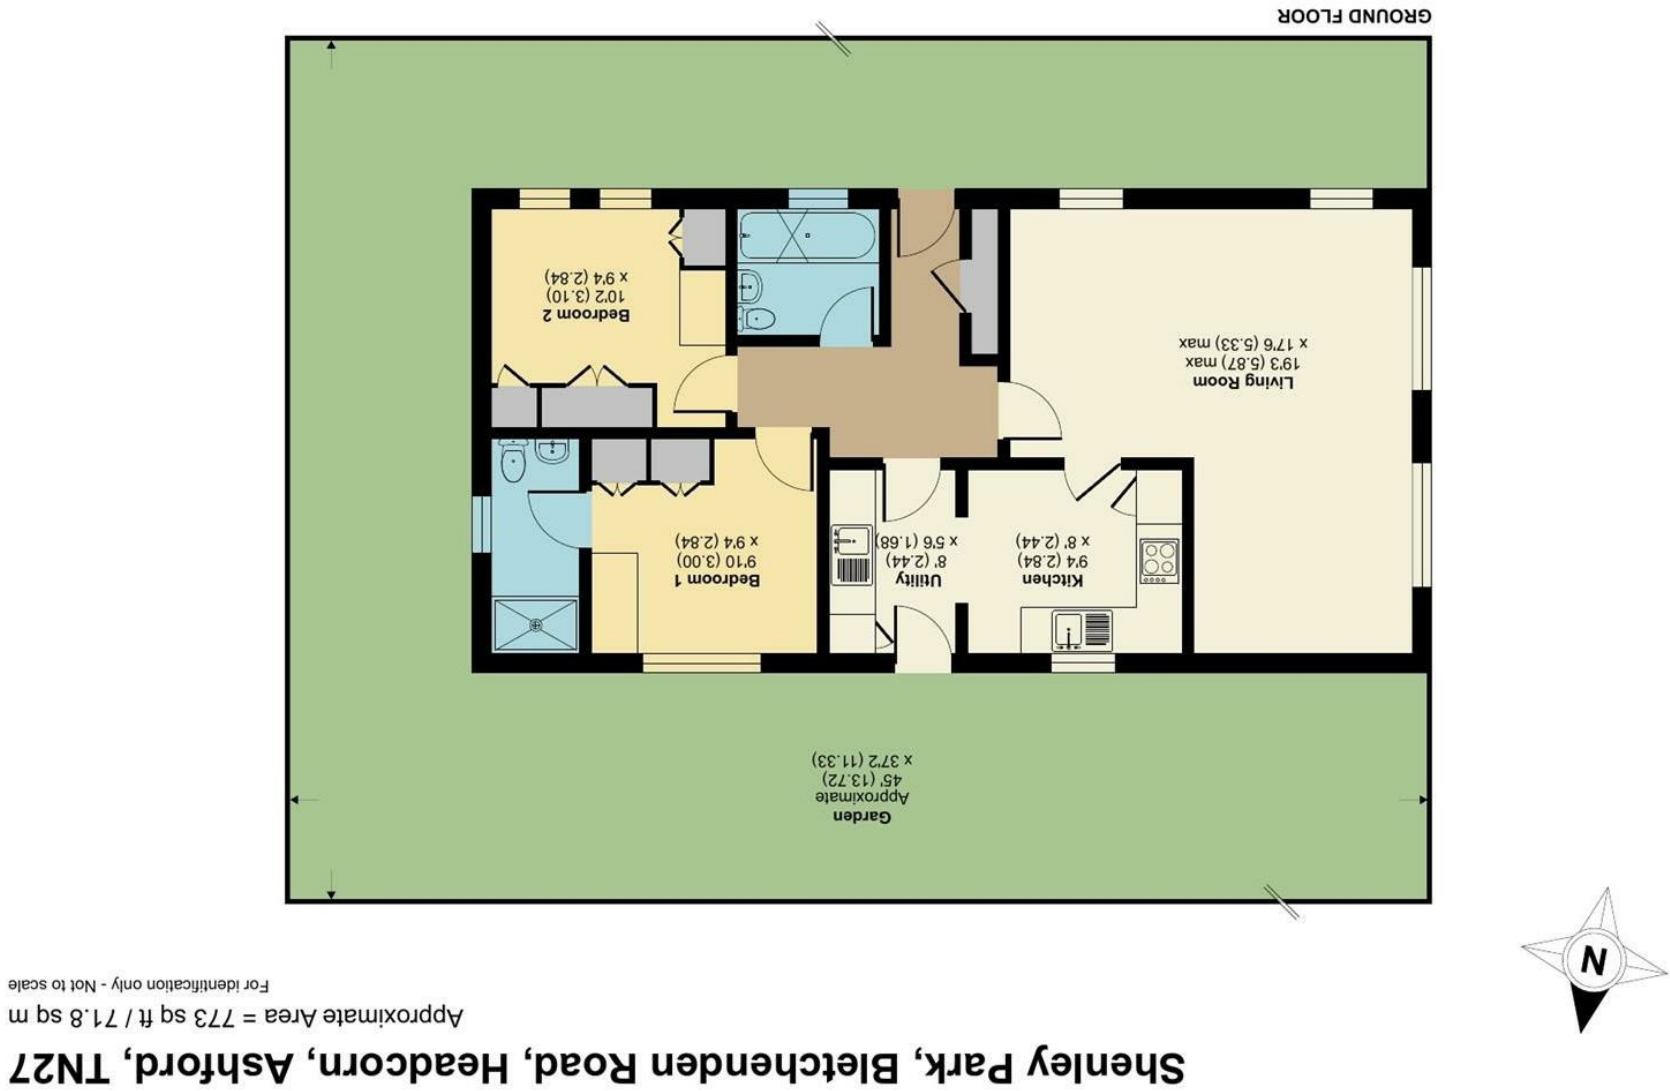 Shenley Park, Bletchenden Road, Headcorn, Ashford, TN27
Approximate Area = 773 sq ft / 71.8 sq m
For identification only - Not to scale
N
Garden
Approximate
45' (13.72)
x 37'2 (11.33)
Kitchen
9'4 (2.84)
x 8' (2.44)
Utility
8' (2.44)
x 5'6 (1.68)
Bedroom 1
9'10 (3.00)
x 9'4 (2.84)
Living Room
19'3 (5.87) max
x 17'6 (5.33) max
Bedroom 2
10'2 (3.10)
x 9'4 (2.84)
GROUND FLOOR